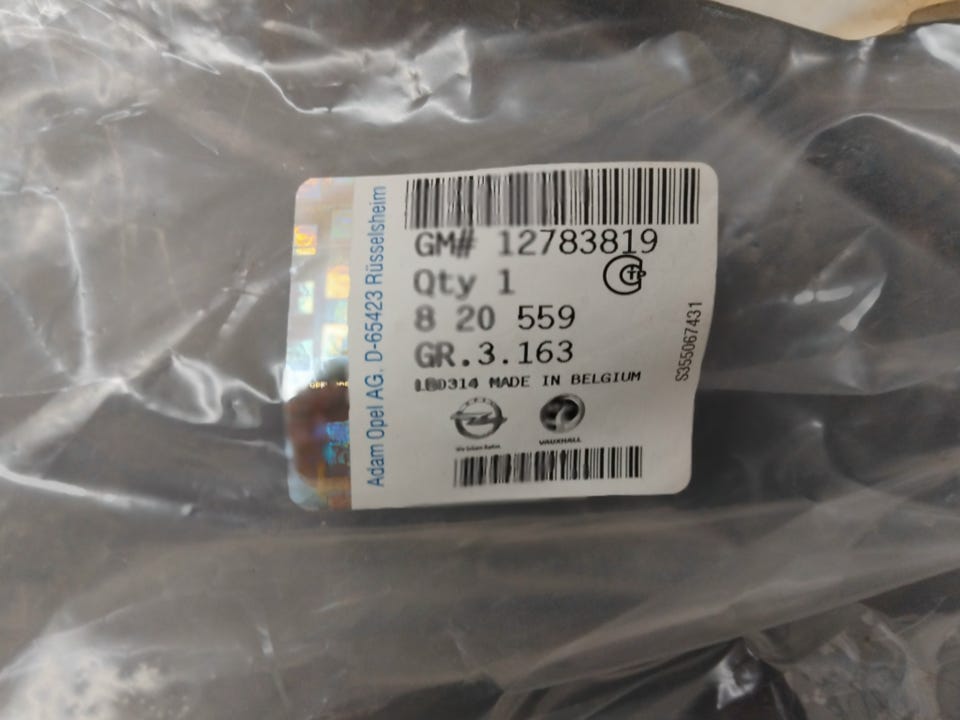 Adam Opel AG, D-65423 Rüsselsheim
GM# 12783819
Qty 1
8 20 559
GR.3.163
MADE IN BELGIUM
VAUXHALL
S355067431